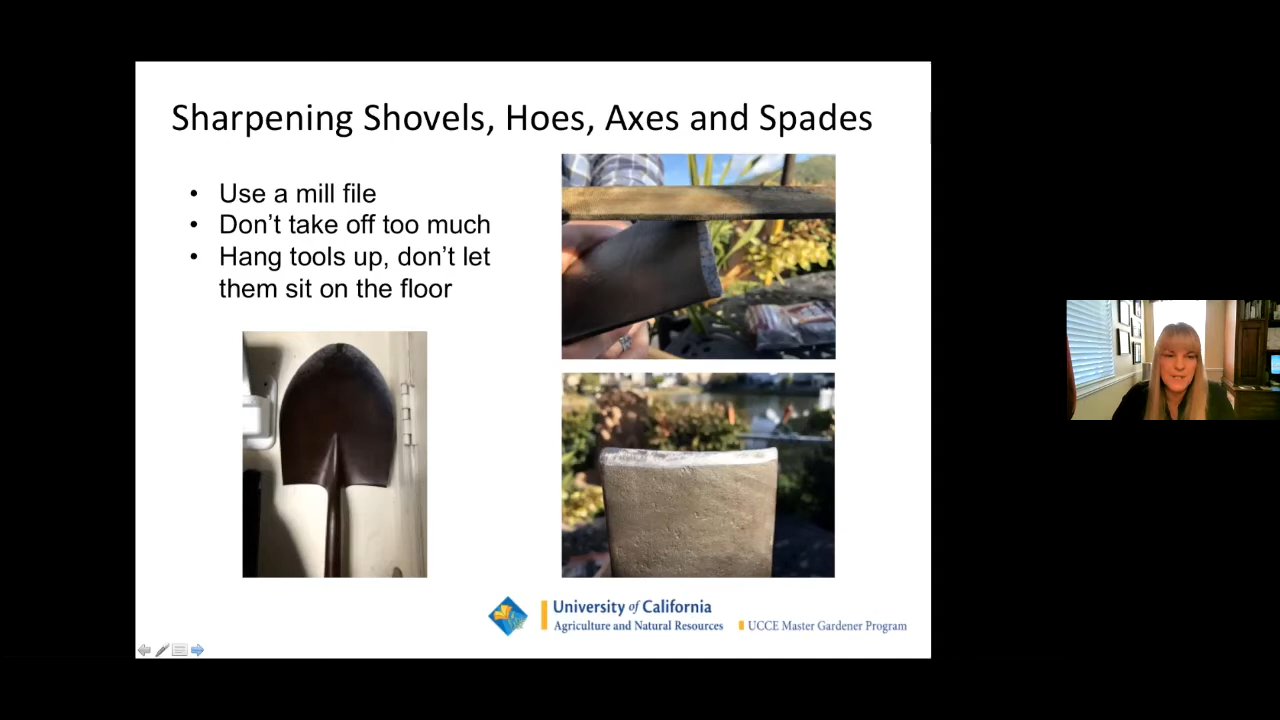 Sharpening Shovels, Hoes, Axes and Spades
• Use a mill file
• Don’t take off too much
• Hang tools up, don’t let
them sit on the floor
University of California
Agriculture and Natural Resources
UCCE Master Gardener Program